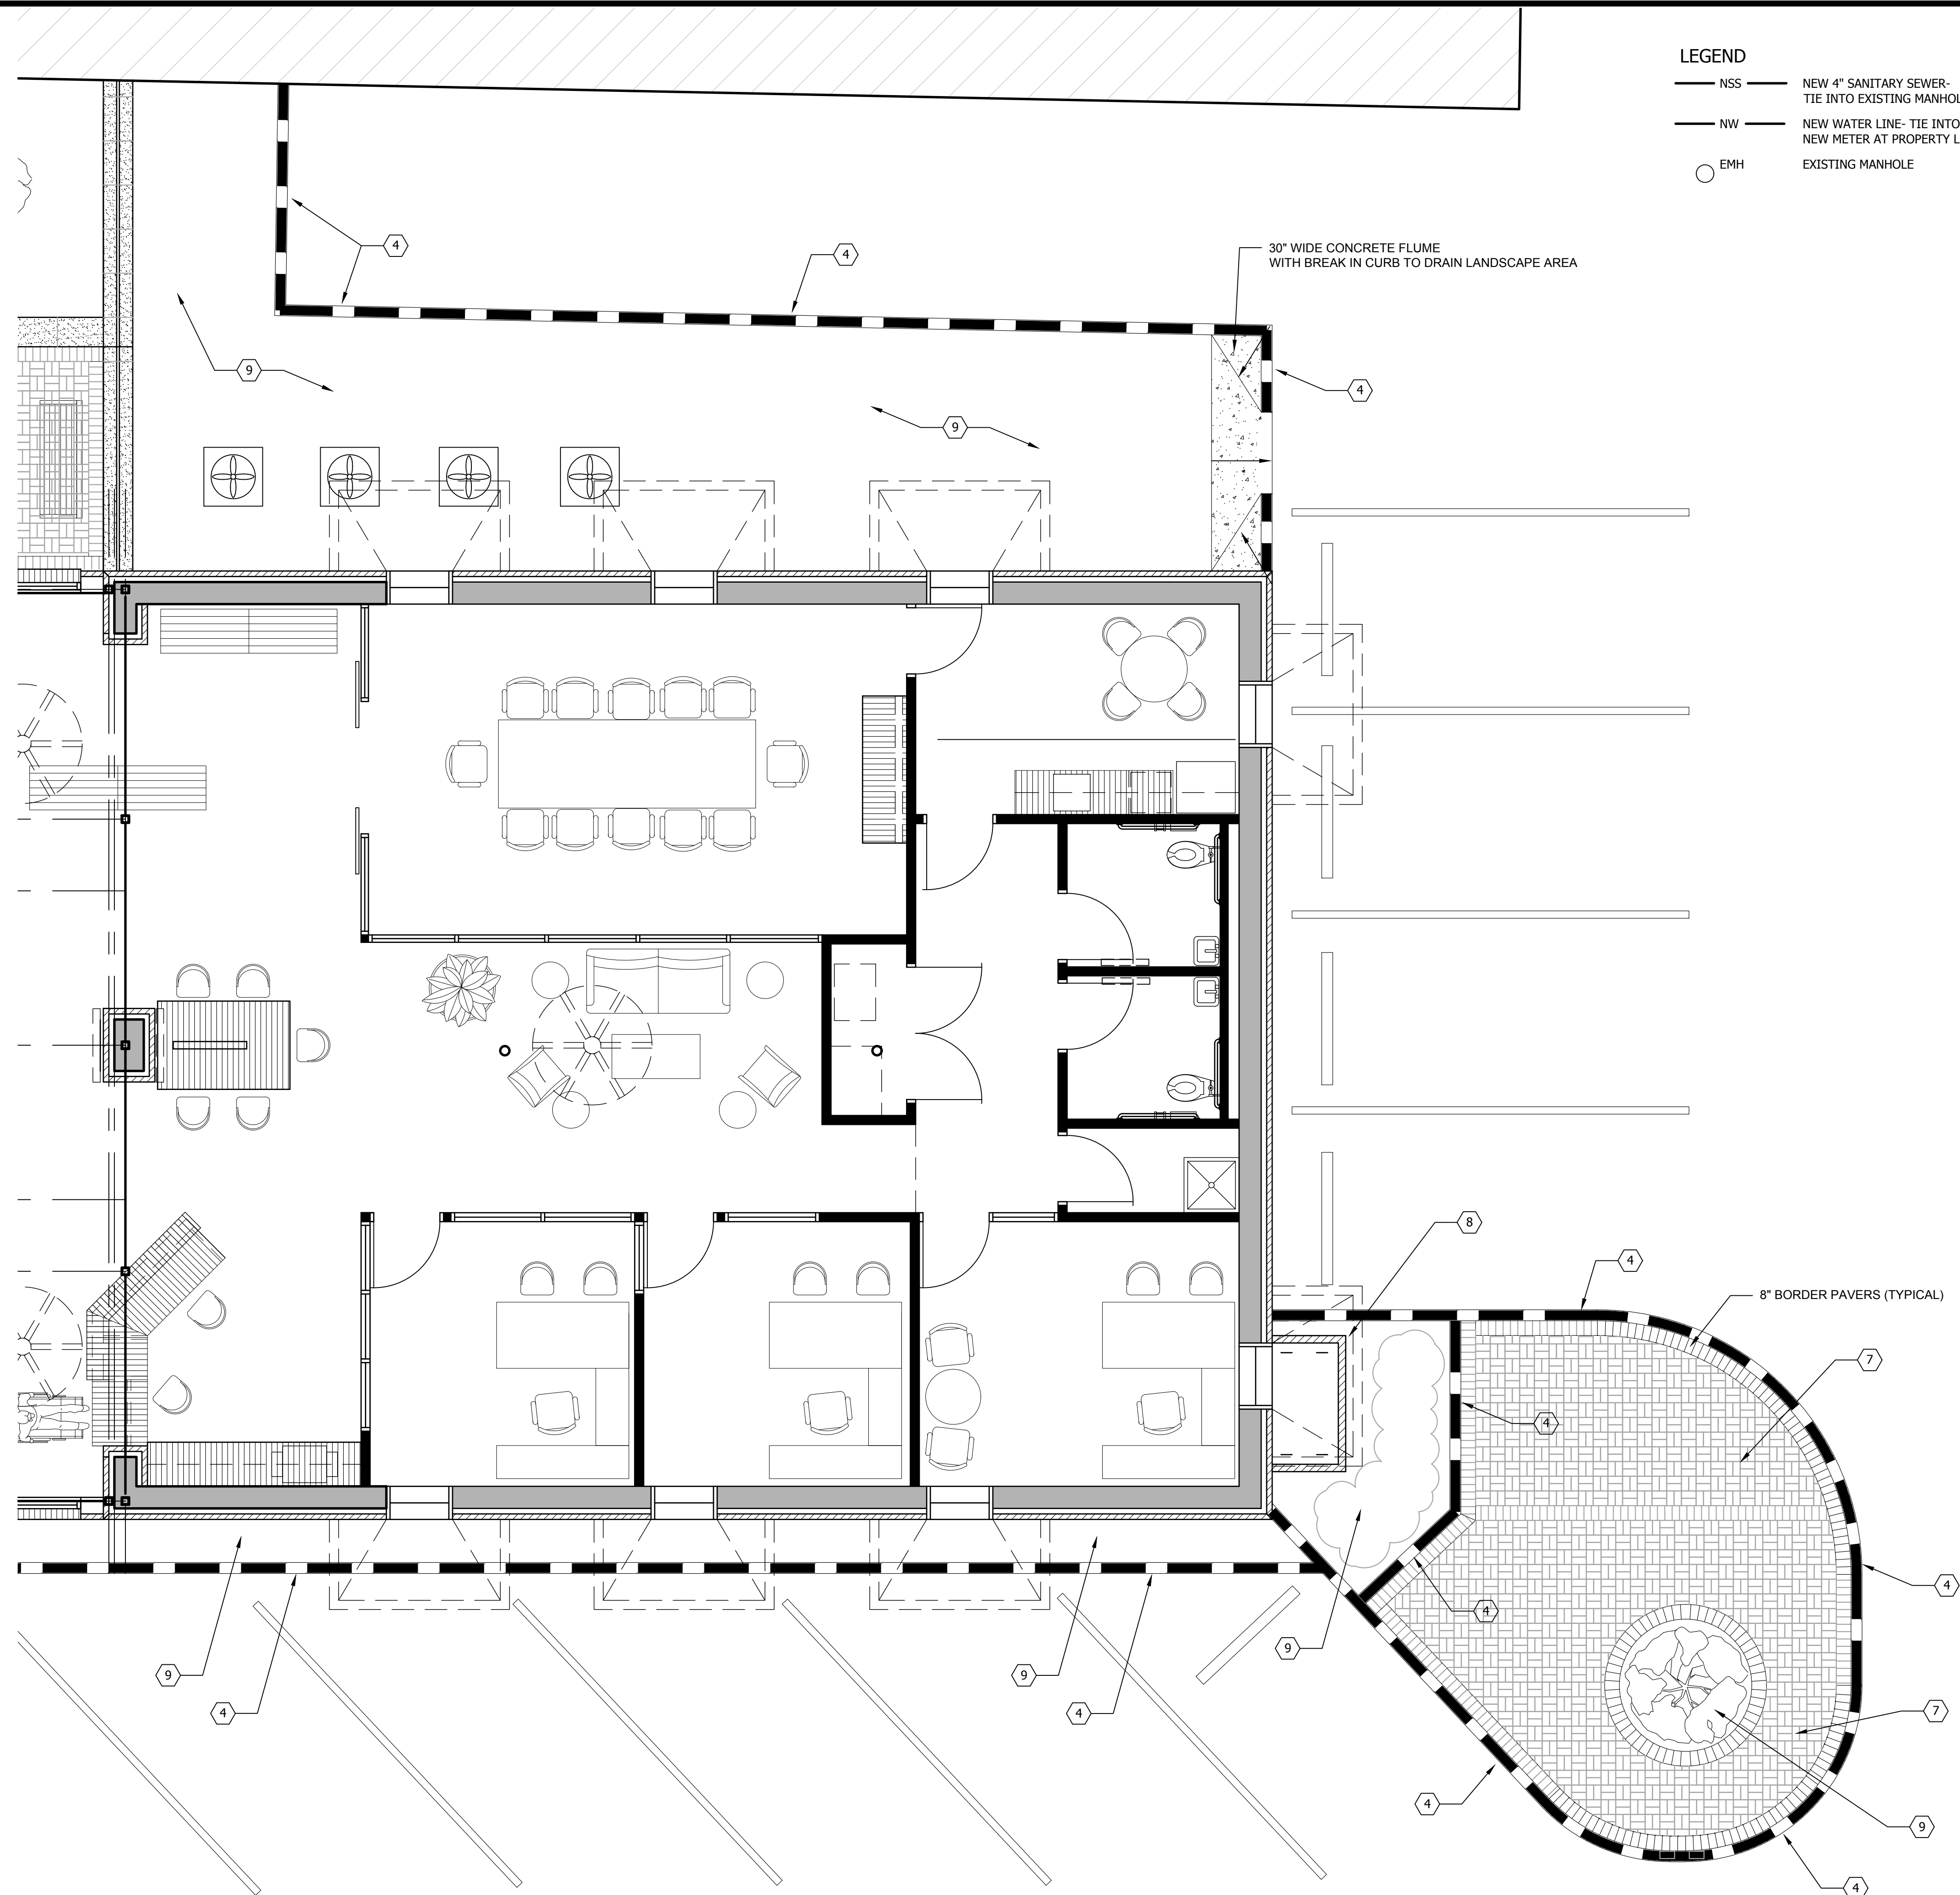 LEGEND
NSS NEW 4" SANITARY SEWER-
TIE INTO EXISTING
NW NEW WATER LINE- TIE INTO
NEW METER AT PROPERTY
EMH EXISTING MANHOLE
4
4
30" WIDE CONCRETE FLUME
WITH BREAK IN CURB TO DRAIN LANDSCAPE AREA
9
4
9
8
4
8" BORDER PAVERS (TYPICAL)
7
4
4
4
9
9
9
4
4
7
4
9
4